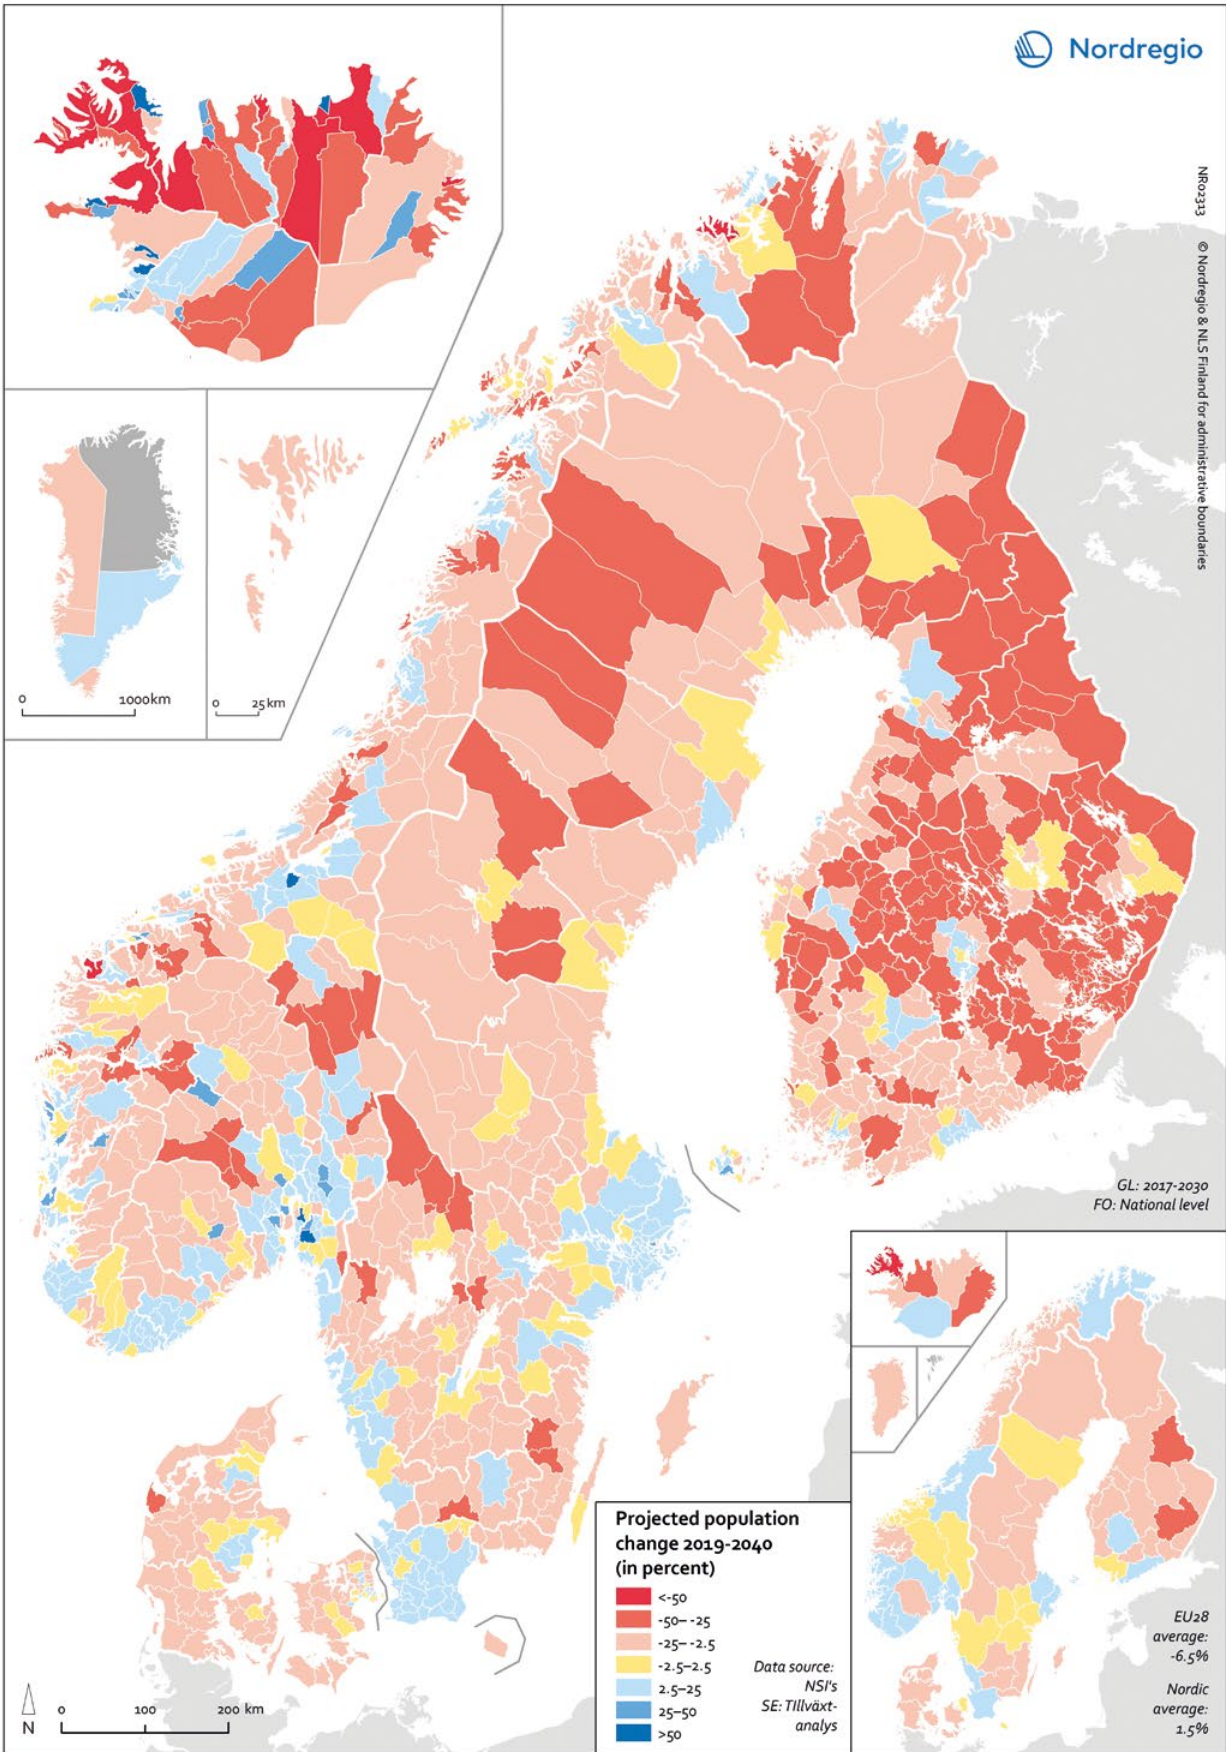 Nordregio
NR02313 © Nordregio & NLS Finland for administrative boundaries
0 1000km
0 25 km
GL: 2017-2030
FO: National level
Projected population
change 2019-2040
(in percent)
<-50
-50– -25
-25– -2.5
-2.5–2.5
2.5–25
25–50
>50
Data source:
NSI's
SE: TIllväxt-
analys
EU28
average:
-6.5%
Nordic
average:
1.5%
N
0 100 200 km